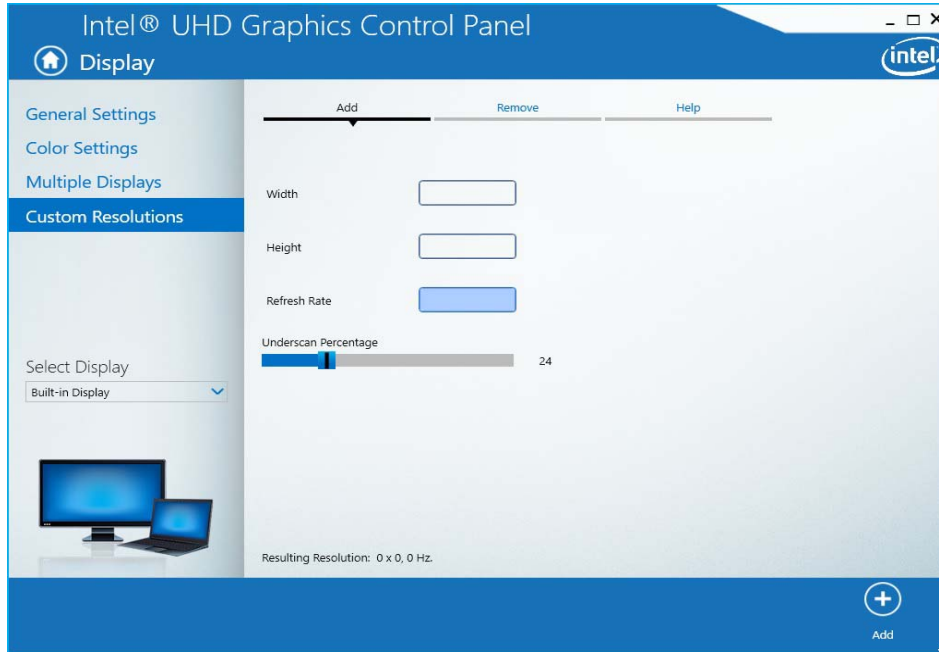 Intel® UHD Graphics Control Panel
Display
intel
General Settings
Color Settings
Multiple Displays
Custom Resolutions
Select Display
Built-in Display
Add
Remove
Help
Width
Height
Refresh Rate
Underscan Percentage
24
Resulting Resolution: 0 x 0, 0 Hz.
Add